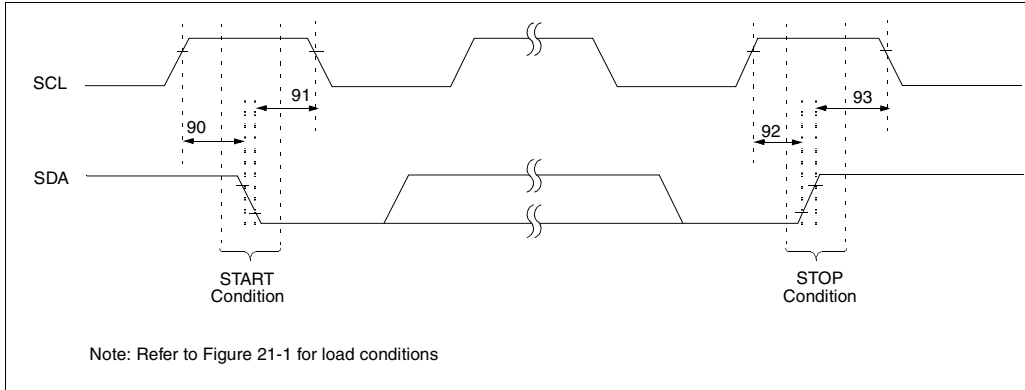 SCL
91
93
90
92
SDA
START
Condition
STOP
Condition
Note: Refer to Figure 21-1 for load conditions